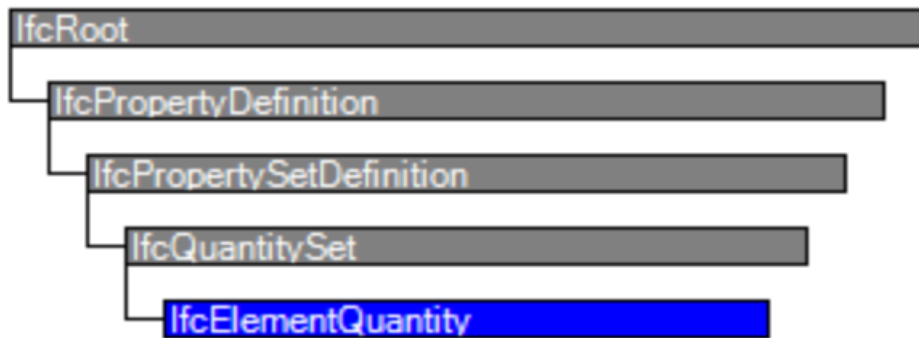 IfcRoot
IfcPropertyDefinition
IfcPropertySetDefinition
IfcQuantitySet
IfcElementQuantity